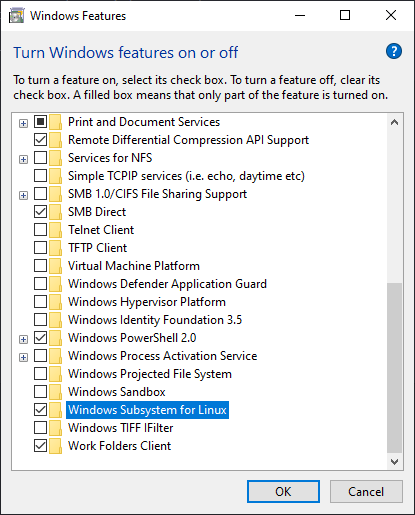 Windows Features
Turn Windows features on or off
?
To turn a feature on, select its check box. To turn a feature off, clear its
check box. A filled box means that only part of the feature is turned on.
Print and Document Services
Remote Differential Compression API Support
Services for NFS
Simple TCPIP services (i.e. echo, daytime etc)
SMB 1.0/CIFS File Sharing Support
SMB Direct
Telnet Client
TFTP Client
Virtual Machine Platform
Windows Defender Application Guard
Windows Hypervisor Platform
Windows Identity Foundation 3.5
Windows PowerShell 2.0
Windows Process Activation Service
Windows Projected File System
Windows Sandbox
Windows Subsystem for Linux
Windows TIFF IFilter
Work Folders Client
OK Cancel